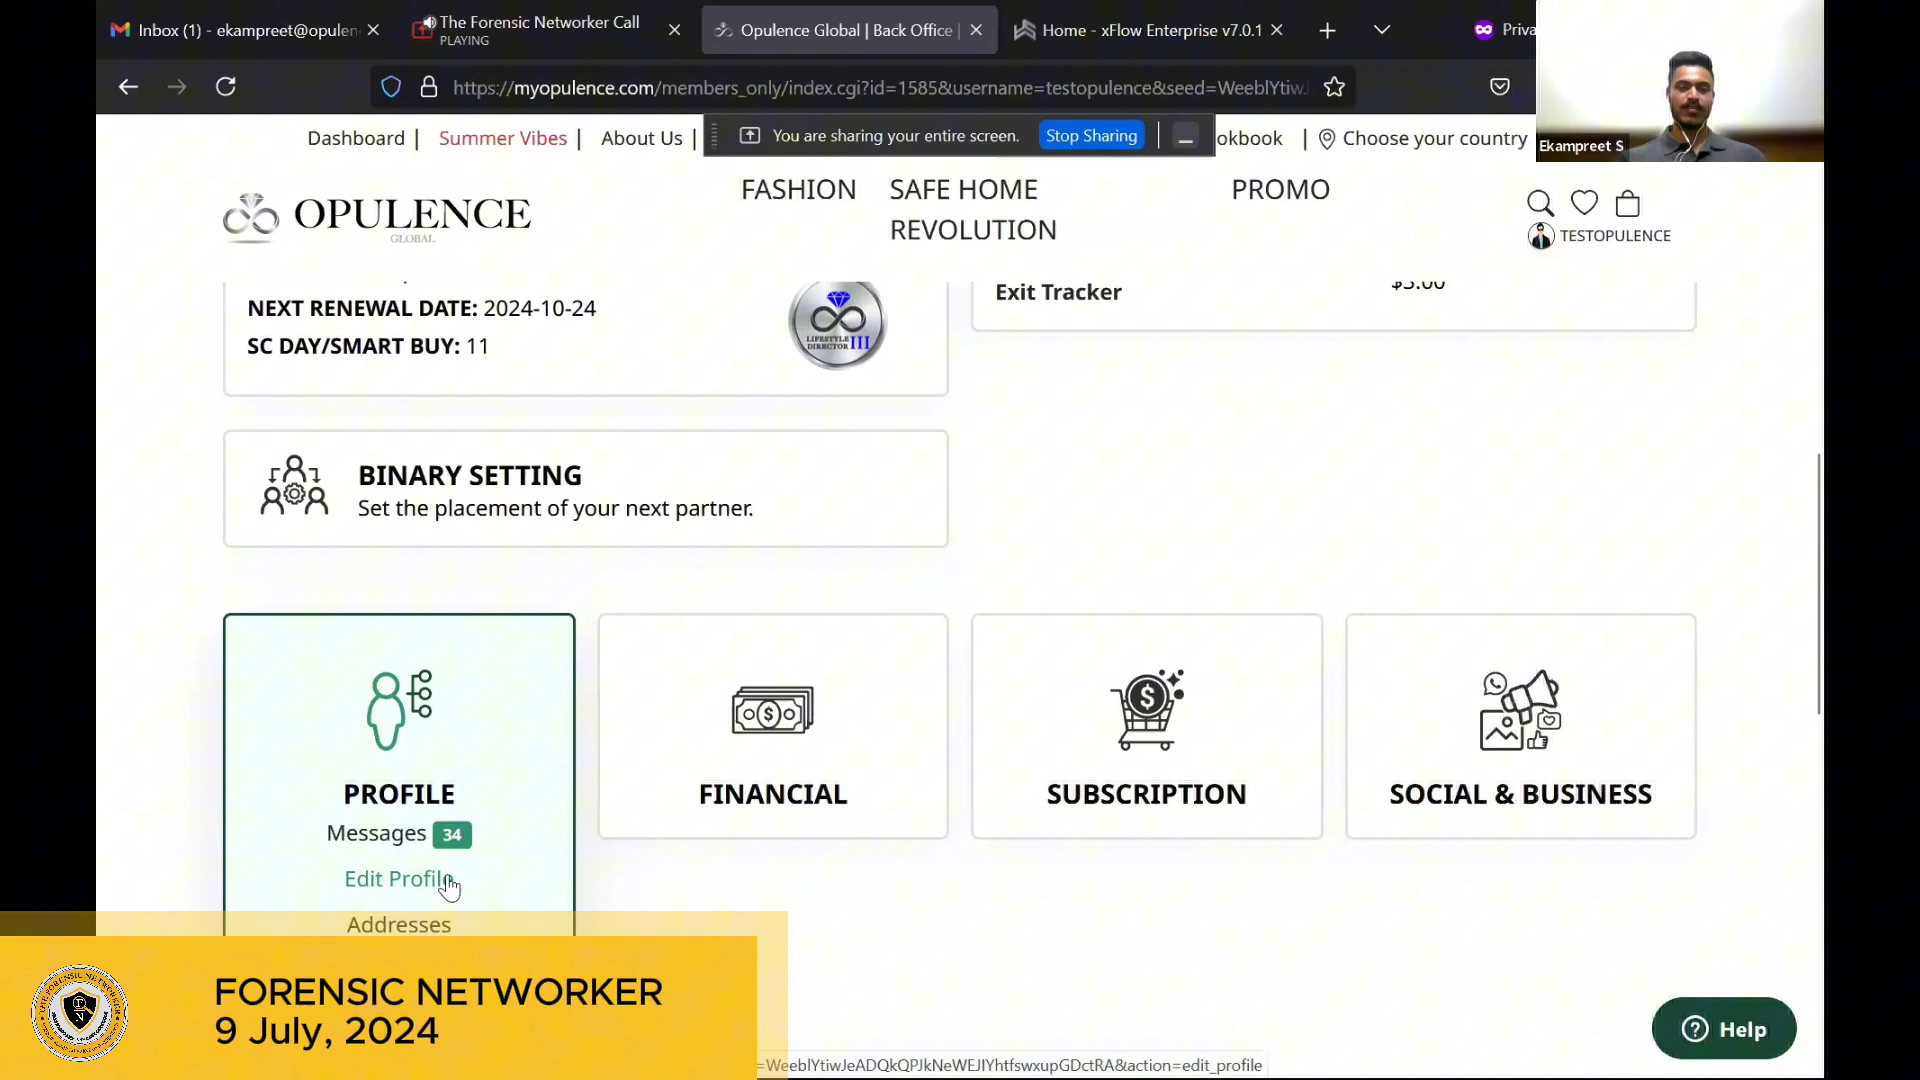 Inbox (1) - ekampreet@opulen
The Forensic Networker Call
PLAYING
Opulence Global | Back Office |
Home - xFlow Enterprise v7.0.1
Priva
https://myopulence.com/members_only/index.cgi?id=1585&username=testopulence&seed=WeeblYtiwJ
Dashboard | Summer Vibes | About Us |
You are sharing your entire screen. Stop Sharing
okbook | Choose your country
Ekampreet S
OPULENCE
GLOBAL
FASHION
SAFE HOME
REVOLUTION
PROMO
TESTOPULENCE
NEXT RENEWAL DATE: 2024-10-24
SC DAY/SMART BUY: 11
LIFESTYLE
DIRECTOR III
Exit Tracker
$5.00
BINARY SETTING
Set the placement of your next partner.
PROFILE
Messages 34
Edit Profile
Addresses
FINANCIAL
SUBSCRIPTION
SOCIAL & BUSINESS
FORENSIC NETWORKER
9 July, 2024
Help
=WeeblYtiwJeADQkQPJkNeWEJIYhtfswxupGDctRA&action=edit_profile